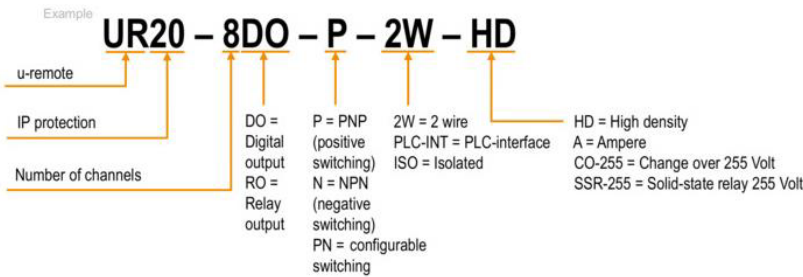 Example
UR20 – 8DO – P – 2W – HD
u-remote
IP protection
Number of channels
DO =
Digital
output
RO =
Relay
output
P = PNP
(positive
switching)
N = NPN
(negative
switching)
PN = configurable
switching
2W = 2 wire
PLC-INT = PLC-interface
ISO = Isolated
HD = High density
A = Ampere
CO-255 = Change over 255 Volt
SSR-255 = Solid-state relay 255 Volt